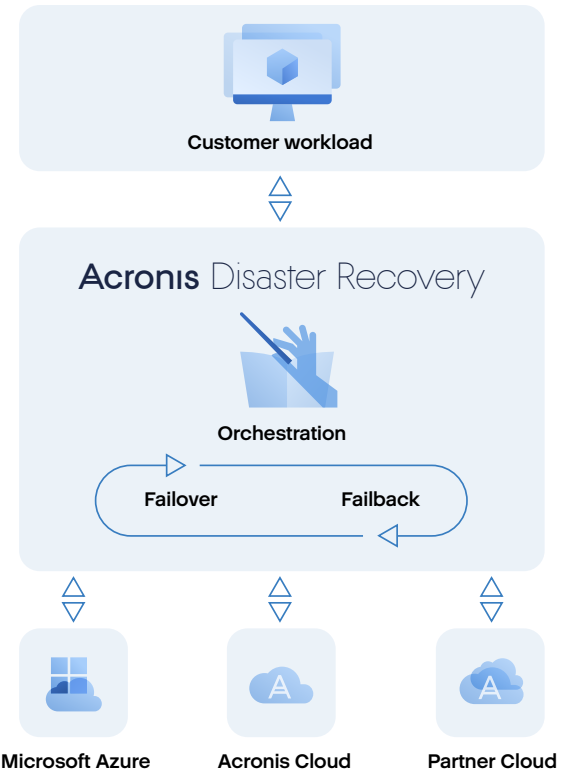 Customer workload
Acronis Disaster Recovery
Orchestration
Failover Failback
Microsoft Azure Acronis Cloud Partner Cloud